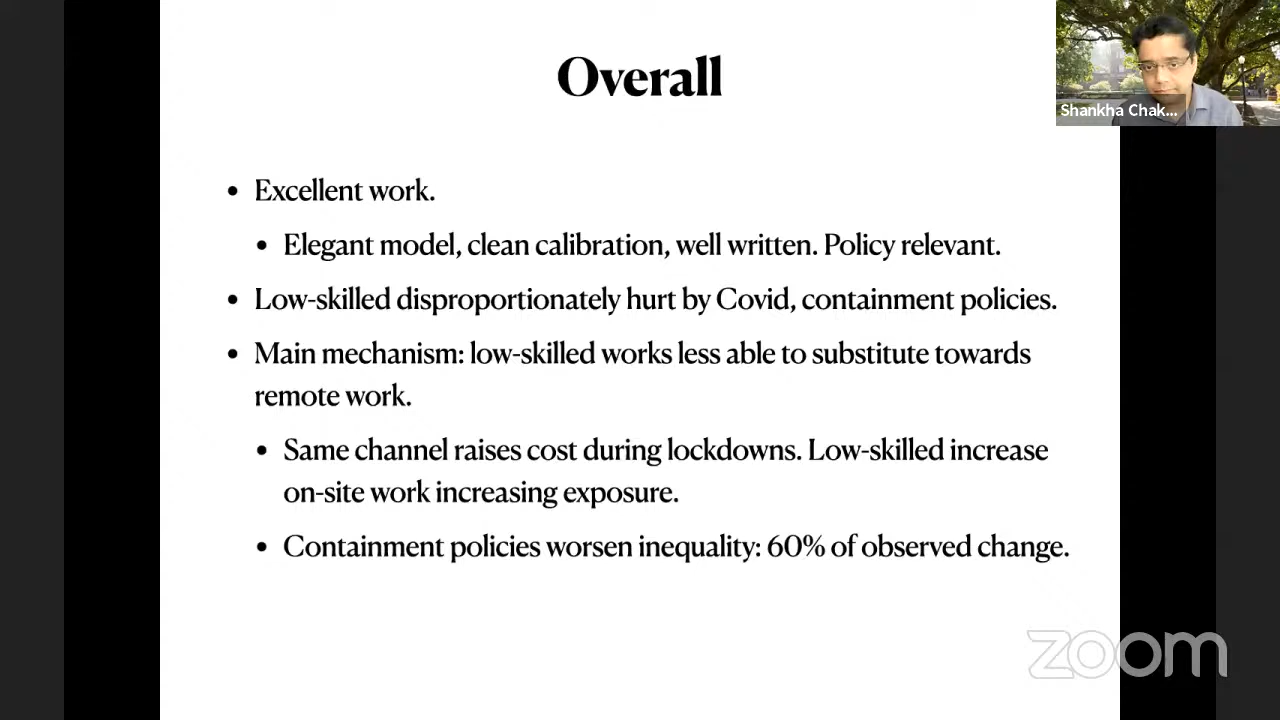 Overall
Shankha Chak...
• Excellent work.
• Elegant model, clean calibration, well written. Policy relevant.
• Low-skilled disproportionately hurt by Covid, containment policies.
• Main mechanism: low-skilled works less able to substitute towards
remote work.
• Same channel raises cost during lockdowns. Low-skilled increase
on-site work increasing exposure.
• Containment policies worsen inequality: 60% of observed change.
zoom